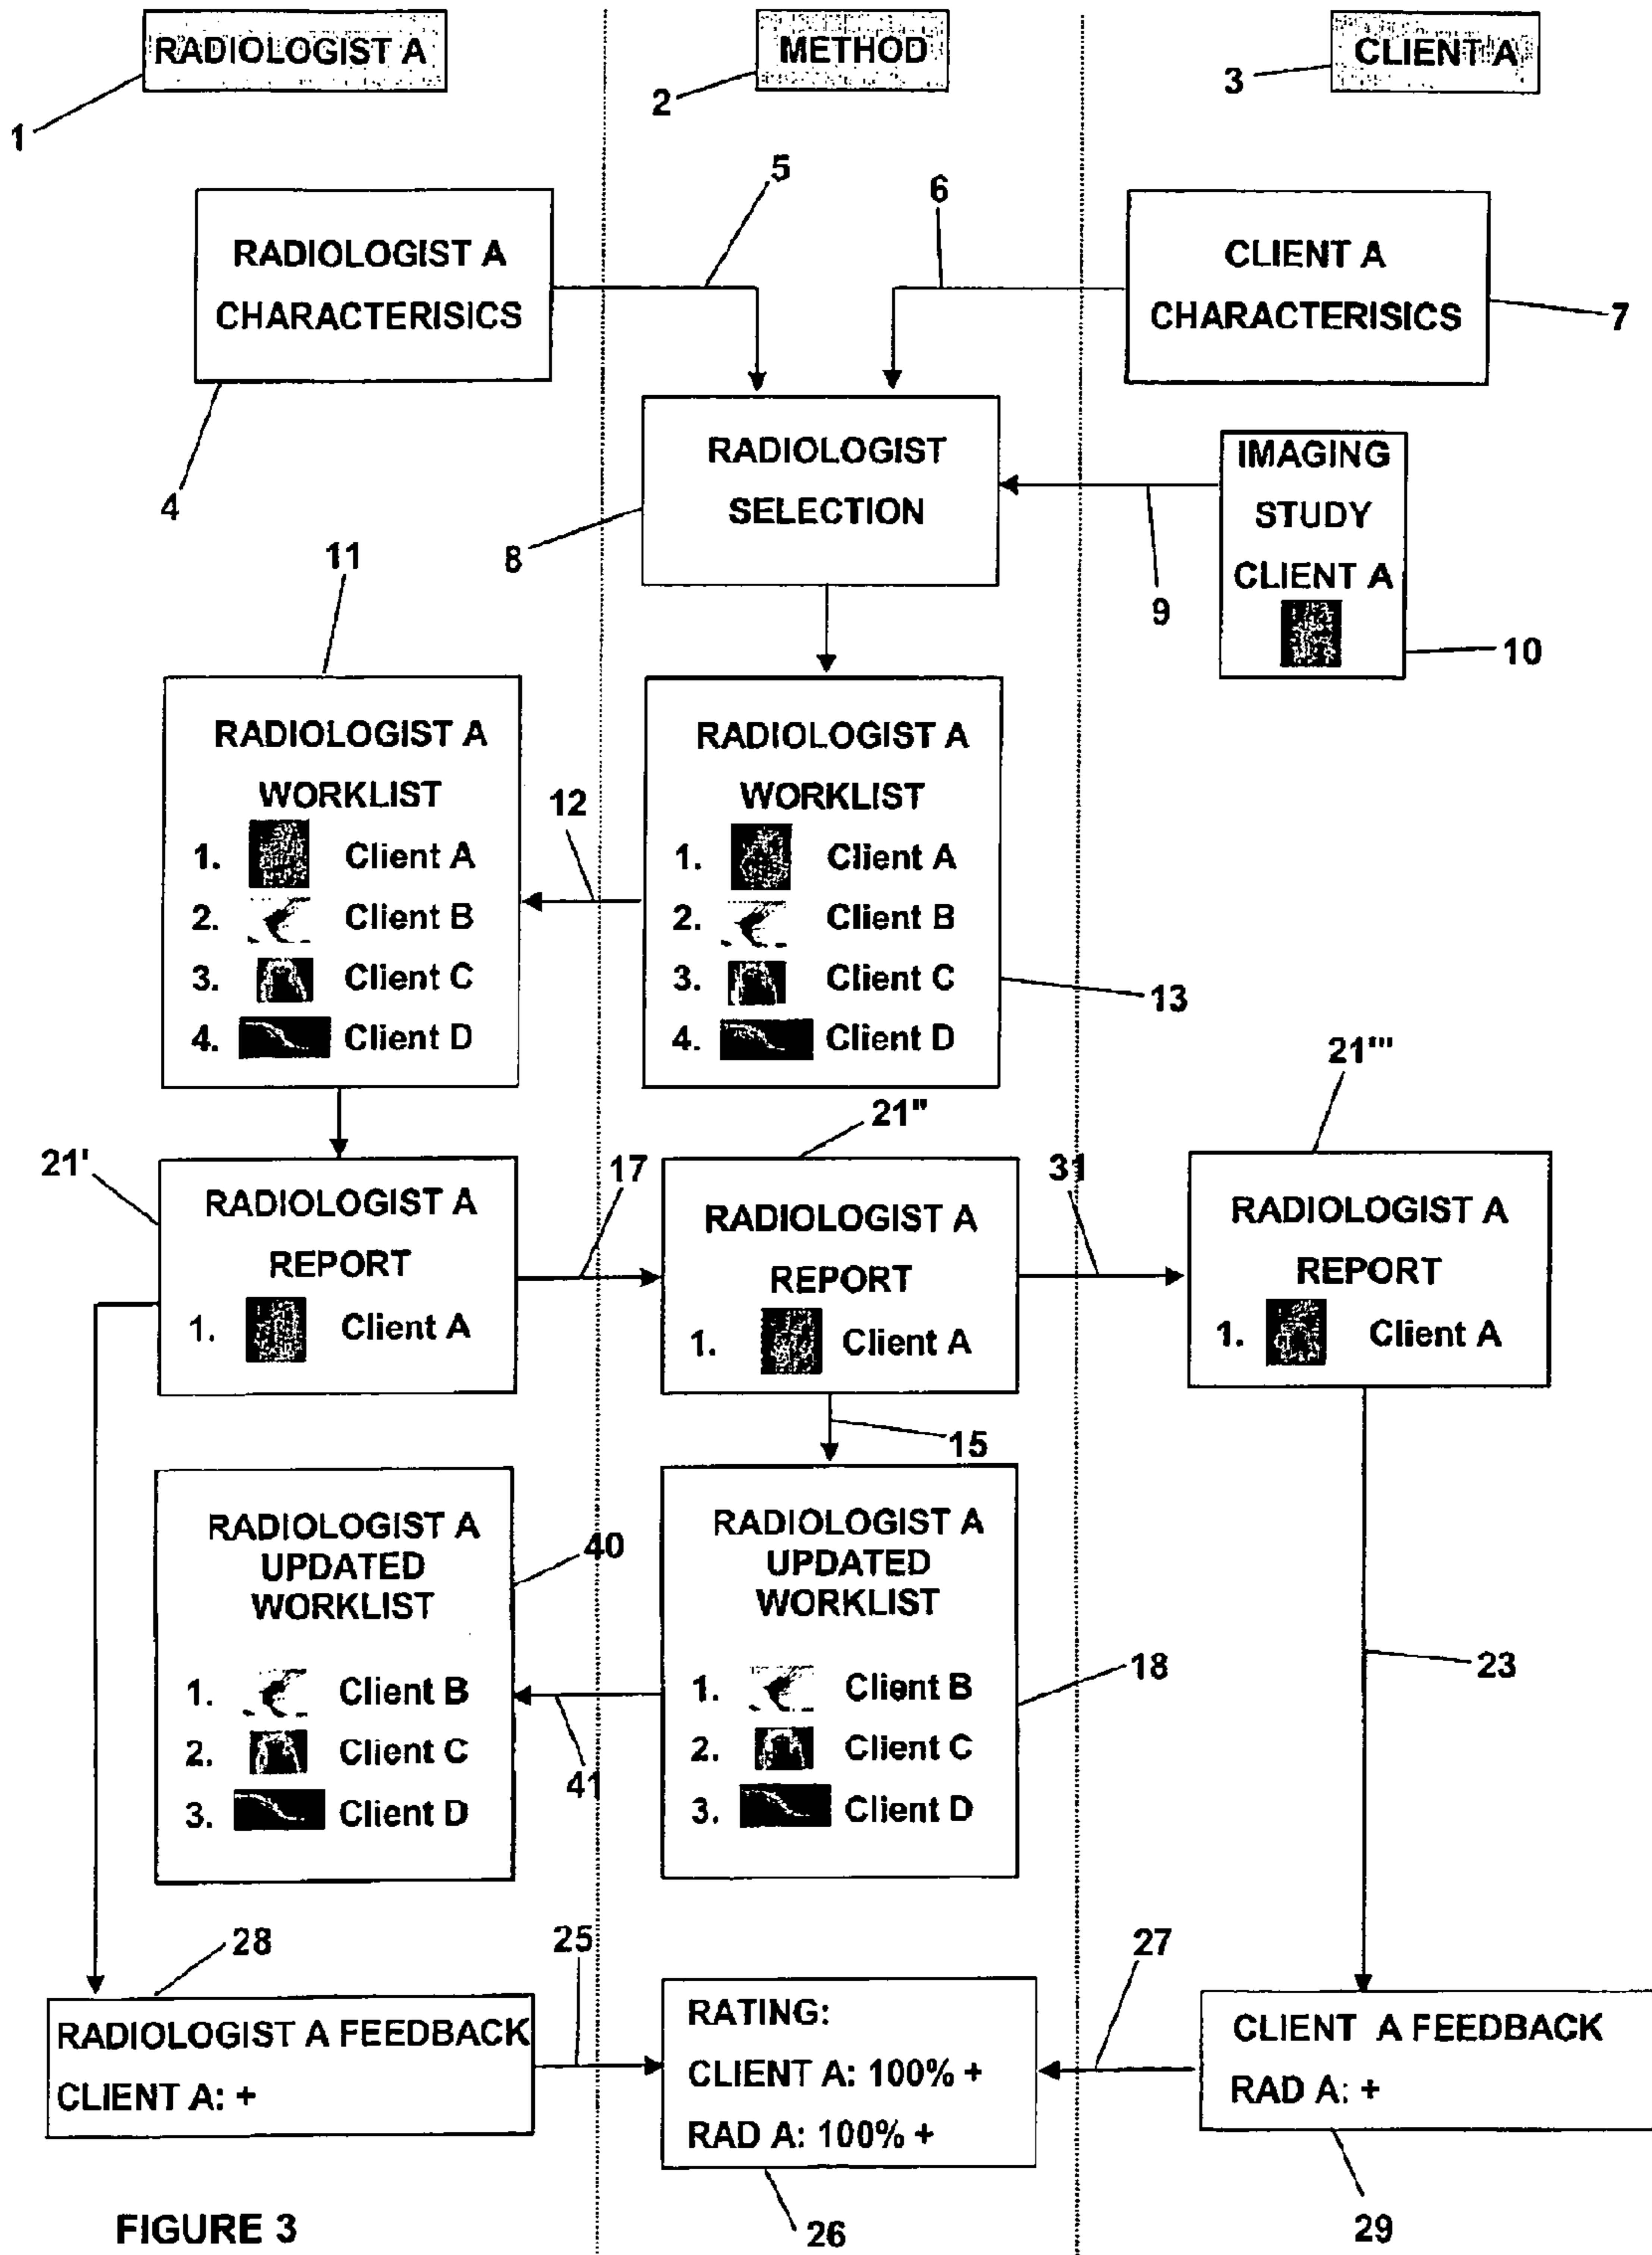 RADIOLOGIST A
METHOD
CLIENT A
1
2
3
5
6
RADIOLOGIST A
CHARACTERISICS
CLIENT A
CHARACTERISICS
7
4
RADIOLOGIST
SELECTION
8
IMAGING
STUDY
CLIENT A
9
10
11
RADIOLOGIST A
WORKLIST
1. Client A
2. Client B
3. Client C
4. Client D
12
RADIOLOGIST A
WORKLIST
1. Client A
2. Client B
3. Client C
4. Client D
13
21'
RADIOLOGIST A
REPORT
1. Client A
17
21"
RADIOLOGIST A
REPORT
1. Client A
31
21'''
RADIOLOGIST A
REPORT
1. Client A
15
RADIOLOGIST A
UPDATED
WORKLIST
1. Client B
2. Client C
3. Client D
40
41
RADIOLOGIST A
UPDATED
WORKLIST
1. Client B
2. Client C
3. Client D
18
23
28
RADIOLOGIST A FEEDBACK
CLIENT A: +
25
RATING:
CLIENT A: 100% +
RAD A: 100% +
26
27
CLIENT A FEEDBACK
RAD A: +
29
FIGURE 3